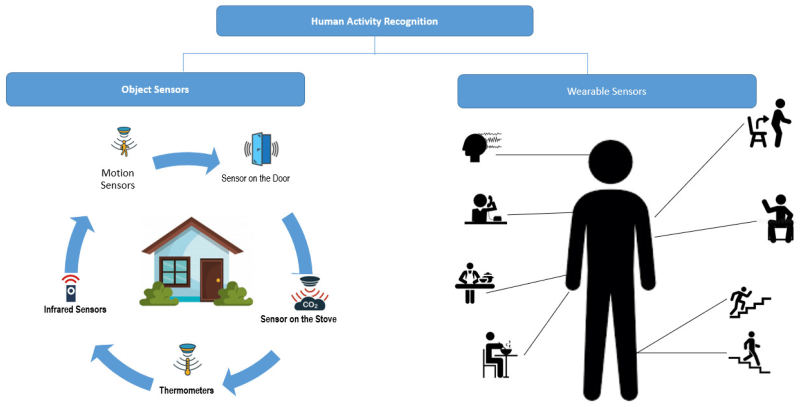 Human Activity Recognition
Object Sensors
Wearable Sensors
Motion
Sensors
Sensor on the Door
Infrared Sensors
CO₂
Sensor on the Stove
Thermometers